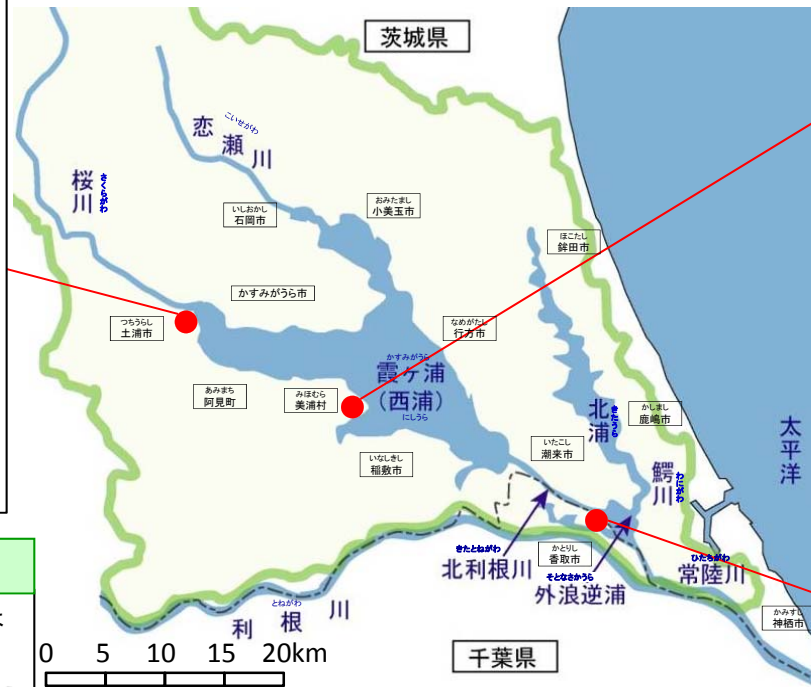 茨城県
こいせがわ
恋瀬川
さくらがわ
桜川
おみたまし
小美玉市
いしおかし
石岡市
ほこたし
鉾田市
かすみがうら市
つちうらし
土浦市
なめがたし
行方市
かすみがうら
霞ヶ浦
(西浦)
にしうら
あみまち
阿見町
みほむら
美浦村
きたうら
北浦
かしまし
鹿嶋市
太平洋
いたこし
潮来市
いなしきし
稲敷市
わにがわ
鰐川
きたとねがわ
北利根川
かとりし
香取市
そとなさかうら
外浪逆浦
ひたちがわ
常陸川
かみすし
神栖市
とねがわ
利根川
千葉県
0 5 10 15 20km
は